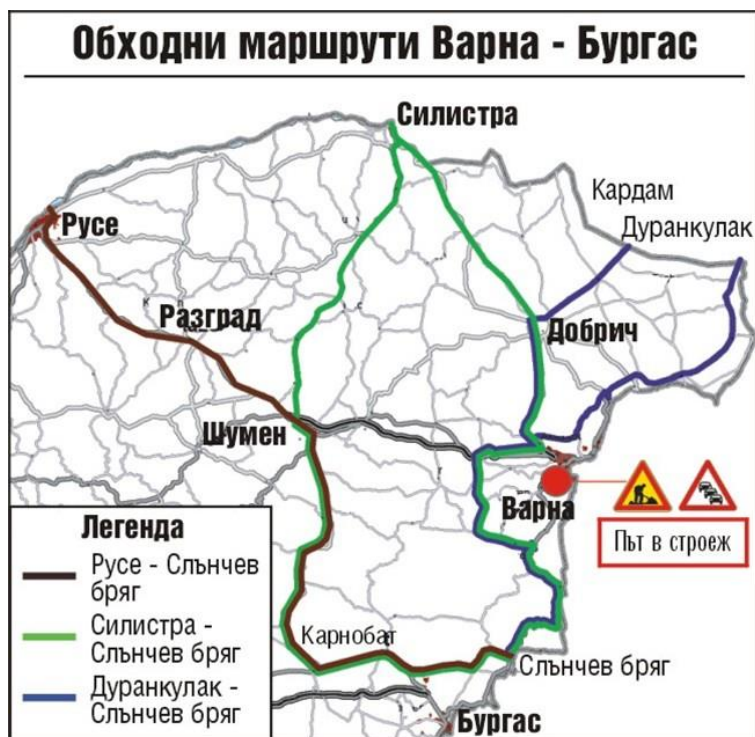 Обходни маршрути Варна - Бургас
Силистра
Кардам
Дуранкулак
Русе
Разград
Добрич
Шумен
Варна
Път в строеж
Легенда
Русе - Слънчев
бряг
Силистра -
Слънчев бряг
Дуранкулак -
Слънчев бряг
Карнобат
Слънчев бряг
Бургас